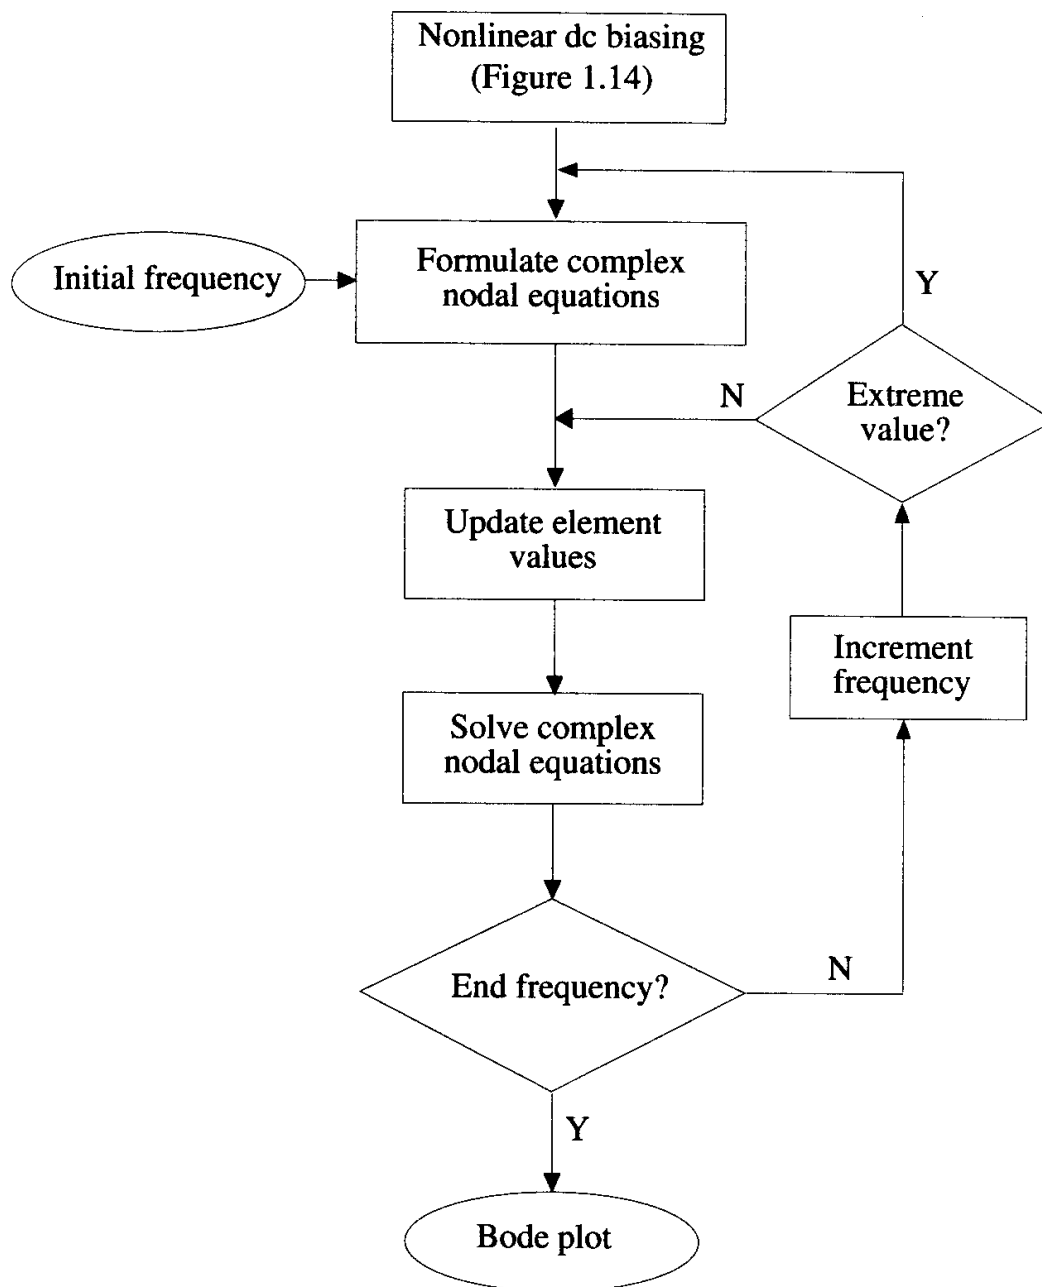 Nonlinear dc biasing
(Figure 1.14)
Initial frequency
Formulate complex
nodal equations
Y
N
Extreme
value?
Update element
values
Increment
frequency
Solve complex
nodal equations
End frequency?
N
Y
Bode plot